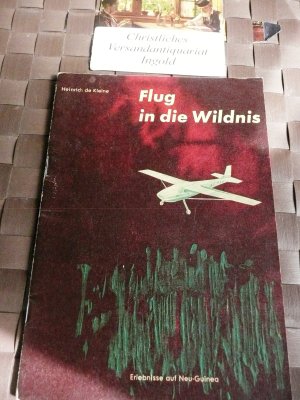 Christliches
Versandantiquariat
Ingold
Heinrich de Kleine
Flug
in die Wildnis
Erlebnisse auf Neu-Guinea